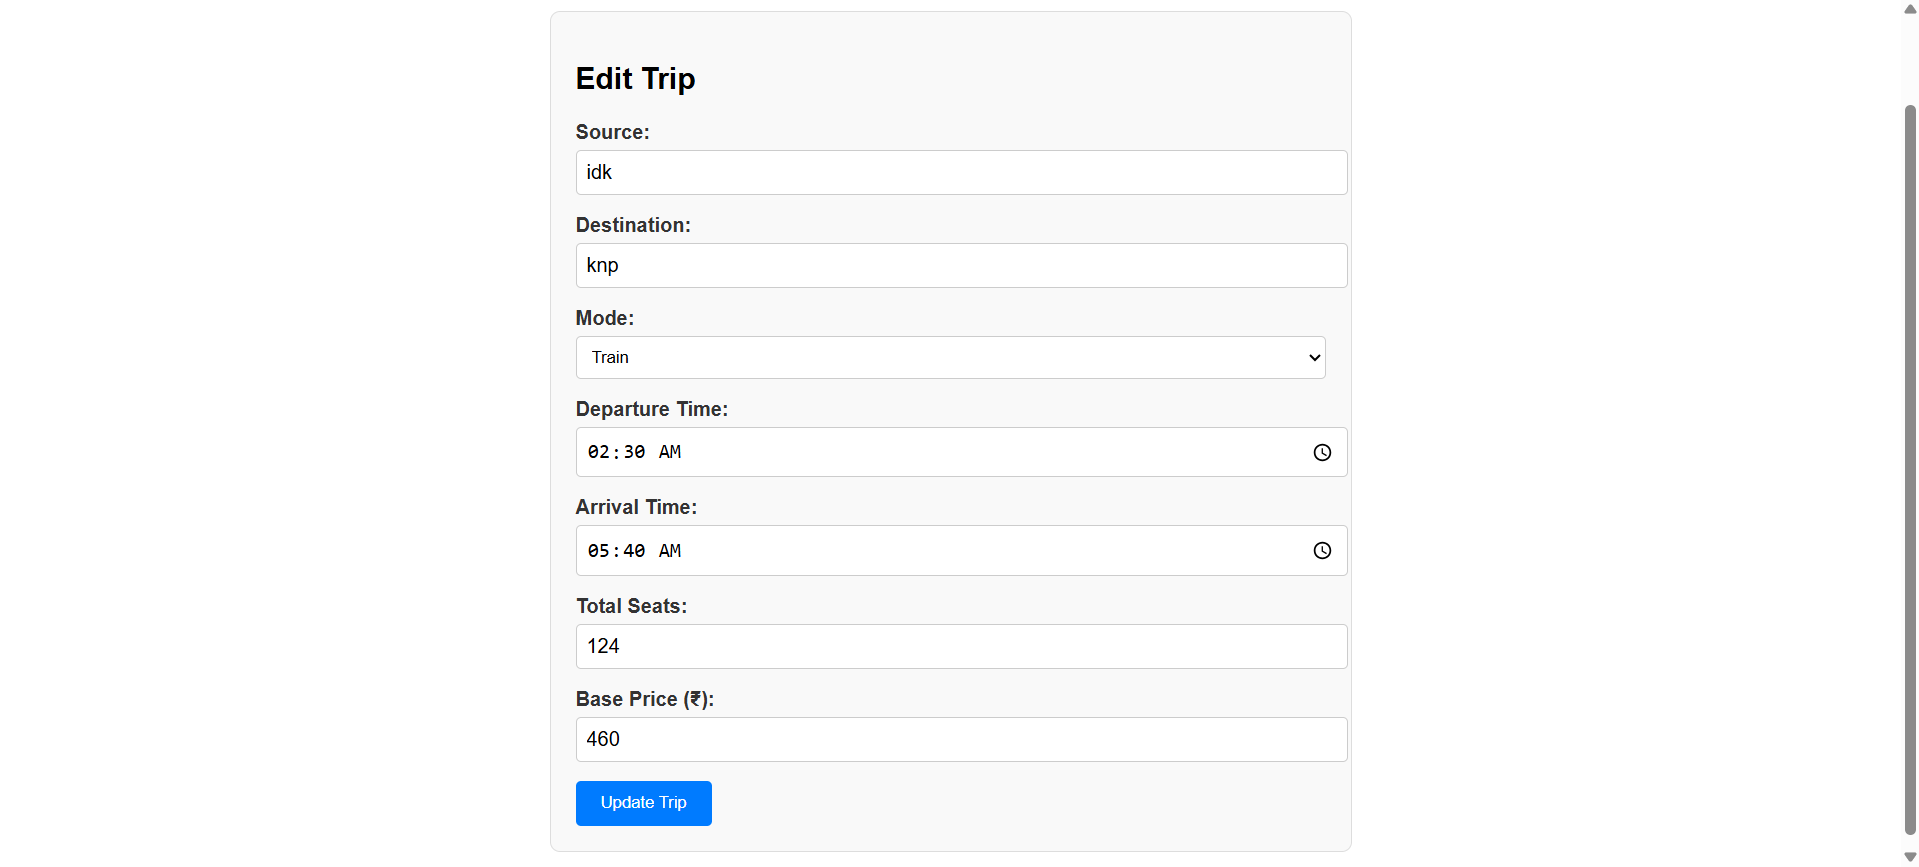 Edit Trip
Source:
idk
Destination:
knp
Mode:
Train
Departure Time:
02:30 AM
Arrival Time:
05:40 AM
Total Seats:
124
Base Price (₹):
460
Update Trip